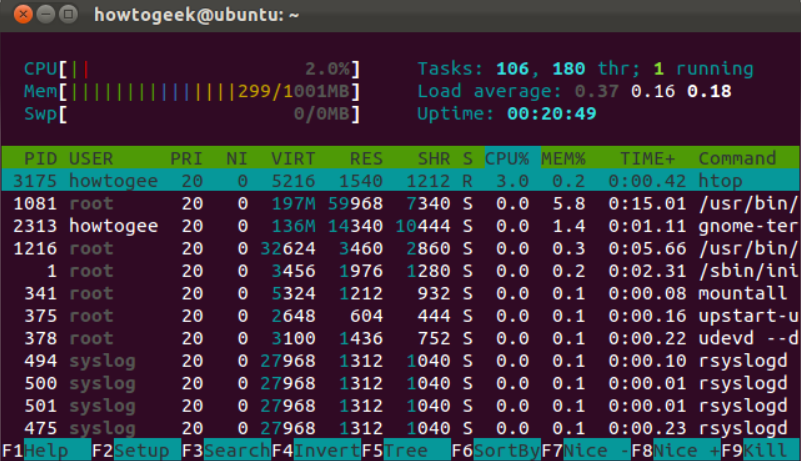 howtogeek@ubuntu: ~
CPU[|| 2.0%] Tasks: 106, 180 thr; 1 running
Mem[|||||||||||||||299/1001MB] Load average: 0.37 0.16 0.18
Swp[ 0/0MB] Uptime: 00:20:49
PID USER PRI NI VIRT RES SHR S CPU% MEM% TIME+ Command
3175 howtogee 20 0 5216 1540 1212 R 3.0 0.2 0:00.42 htop
1081 root 20 0 197M 59968 7340 S 0.0 5.8 0:15.01 /usr/bin/
2313 howtogee 20 0 136M 14340 10444 S 0.0 1.4 0:01.11 gnome-ter
1216 root 20 0 32624 3460 2860 S 0.0 0.3 0:05.66 /usr/bin/
1 root 20 0 3456 1976 1280 S 0.0 0.2 0:02.31 /sbin/ini
341 root 20 0 5324 1212 932 S 0.0 0.1 0:00.08 mountall
375 root 20 0 2648 604 444 S 0.0 0.1 0:00.16 upstart-u
378 root 20 0 3100 1436 752 S 0.0 0.1 0:00.22 udevd --d
494 syslog 20 0 27968 1312 1040 S 0.0 0.1 0:00.10 rsyslogd
500 syslog 20 0 27968 1312 1040 S 0.0 0.1 0:00.01 rsyslogd
501 syslog 20 0 27968 1312 1040 S 0.0 0.1 0:00.01 rsyslogd
475 syslog 20 0 27968 1312 1040 S 0.0 0.1 0:00.23 rsyslogd
F1Help F2Setup F3SearchF4InvertF5Tree F6SortByF7Nice -F8Nice +F9Kill